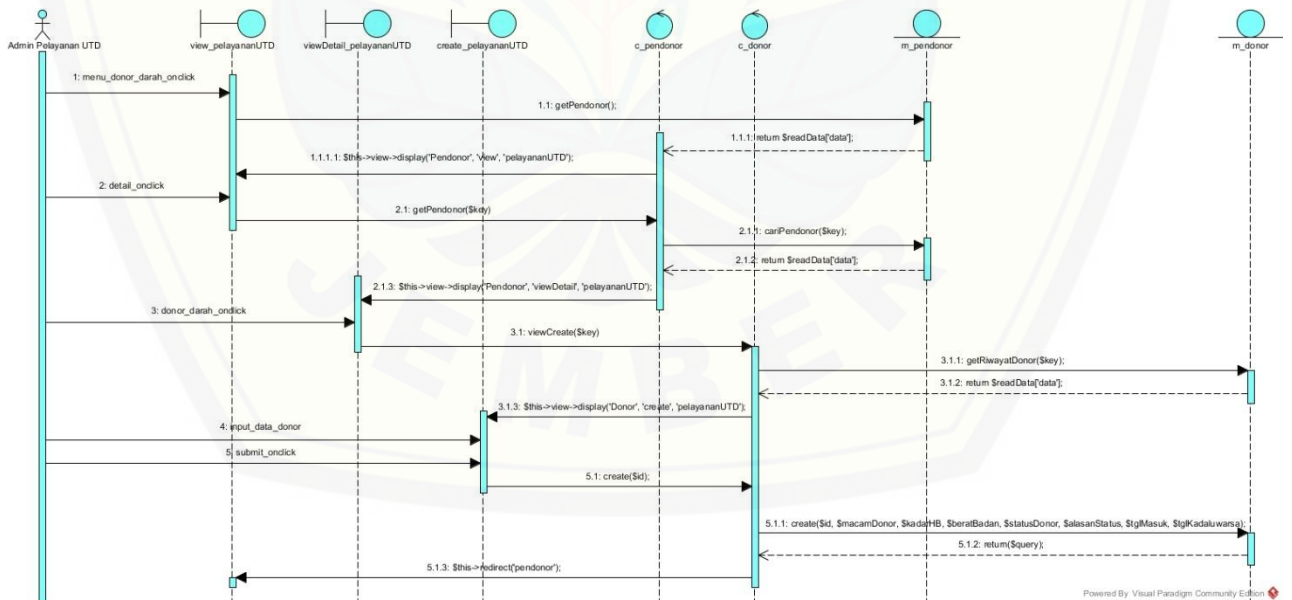 Admin Pelayanan UTD
view_pelayananUTD
viewDetail_pelayananUTD
create_pelayananUTD
c_pendonor
c_donor
m_pendonor
m_donor
1: menu_donor_darah_onclick
1.1: getPendonor();
1.1.1: return $readData['data'];
1.1.1.1: $this->view->display('Pendonor', 'view', 'pelayananUTD');
2: detail_onclick
2.1: getPendonor($key)
2.1.1: cariPendonor($key);
2.1.2: return $readData['data'];
2.1.3: $this->view->display('Pendonor', 'viewDetail', 'pelayananUTD');
3: donor_darah_onclick
3.1: viewCreate($key)
3.1.1: getRiwayatDonor($key);
3.1.2: return $readData['data'];
3.1.3: $this->view->display('Donor', 'create', 'pelayananUTD');
4: input_data_donor
5: submit_onclick
5.1: create($id);
5.1.1: create($id, $macamDonor, $kadarHB, $beratBadan, $statusDonor, $alasanStatus, $tglMasuk, $tglKadaluwarsa);
5.1.2: return($query);
5.1.3: $this->redirect('pendonor');
JEMBER
Powered By Visual Paradigm Community Edition